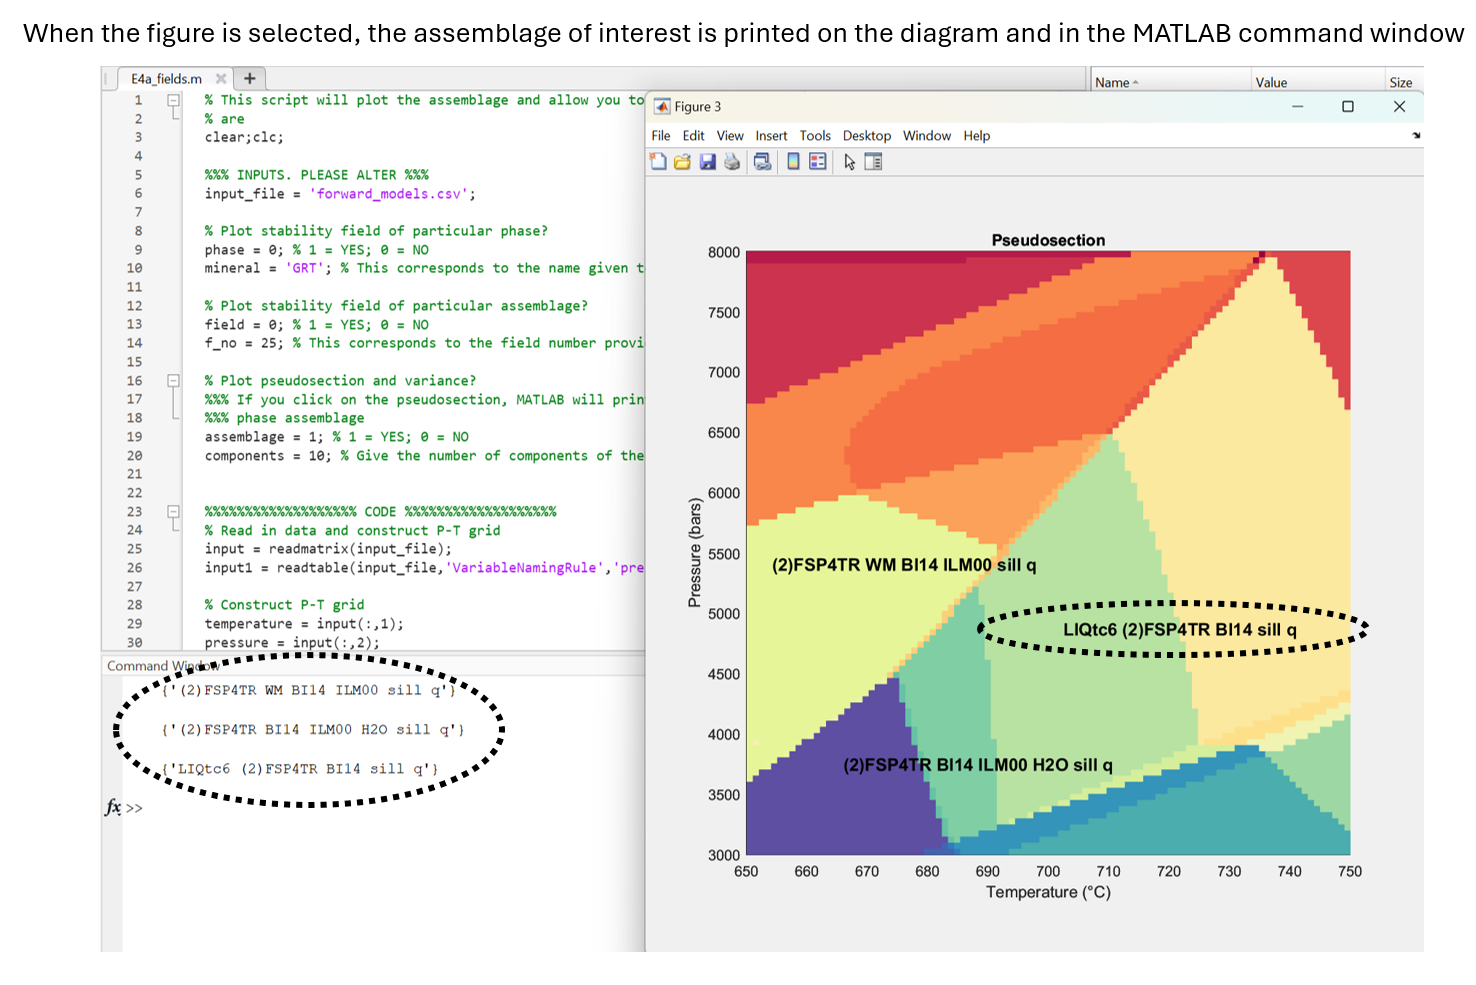 When the figure is selected, the assemblage of interest is printed on the diagram and in the MATLAB command window
E4a_fields.m
Name
Value
Size
1 % This script will plot the assemblage and allow you to
2 % are
3 clear;clc;
4
5 %%% INPUTS. PLEASE ALTER %%%
6 input_file = 'forward_models.csv';
7
8 % Plot stability field of particular phase?
9 phase = 0; % 1 = YES; 0 = NO
10 mineral = 'GRT'; % This corresponds to the name given t
11
12 % Plot stability field of particular assemblage?
13 field = 0; % 1 = YES; 0 = NO
14 f_no = 25; % This corresponds to the field number provi
15
16 % Plot pseudosection and variance?
17 %%% If you click on the pseudosection, MATLAB will prin
18 %%% phase assemblage
19 assemblage = 1; % 1 = YES; 0 = NO
20 components = 10; % Give the number of components of the
21
22
23 %%%%%%%%%%%%%%%%%%% CODE %%%%%%%%%%%%%%%%%%%
24 % Read in data and construct P-T grid
25 input = readmatrix(input_file);
26 input1 = readtable(input_file,'VariableNamingRule','pre
27
28 % Construct P-T grid
29 temperature = input(:,1);
30 pressure = input(:,2);
Command Window
{'(2)FSP4TR WM BI14 ILM00 sill q'}
{'(2)FSP4TR BI14 ILM00 H2O sill q'}
{'LIQtc6 (2)FSP4TR BI14 sill q'}
fx >>
Figure 3
File Edit View Insert Tools Desktop Window Help
Pseudosection
8000
7500
7000
6500
6000
5500
5000
4500
4000
3500
3000
Pressure (bars)
(2)FSP4TR WM BI14 ILM00 sill q
LIQtc6 (2)FSP4TR BI14 sill q
(2)FSP4TR BI14 ILM00 H2O sill q
650 660 670 680 690 700 710 720 730 740 750
Temperature (°C)